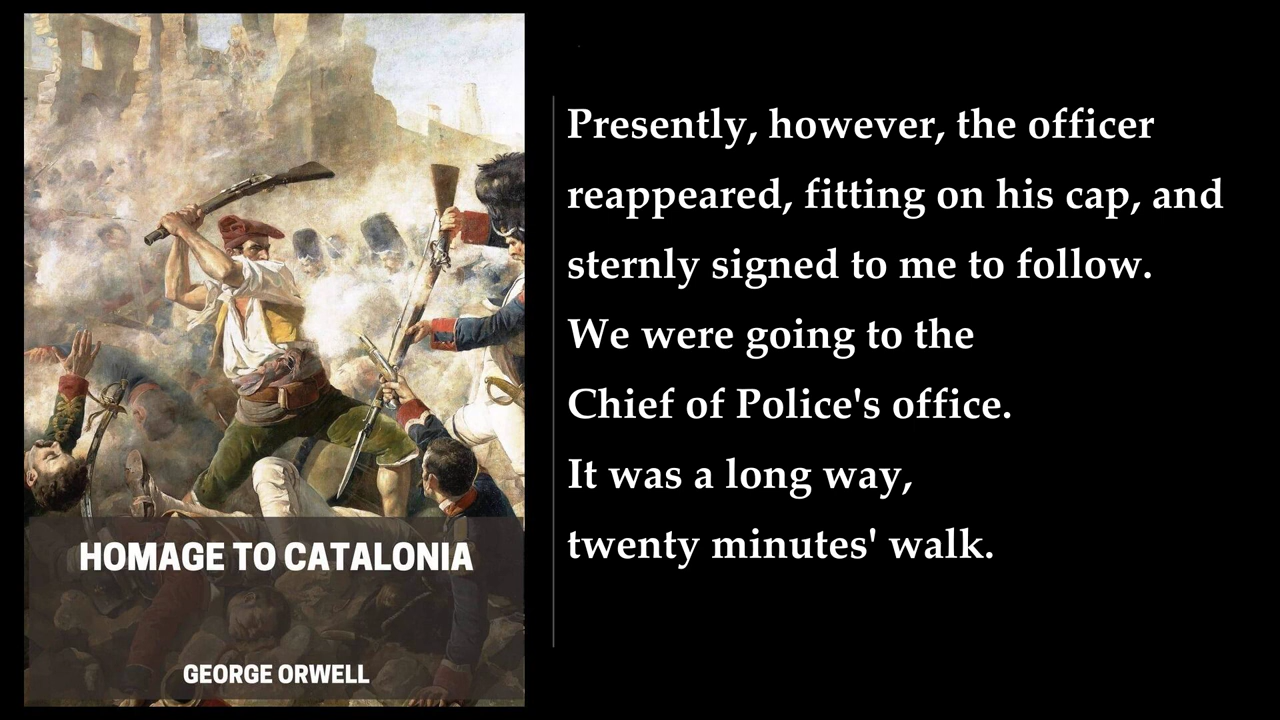 HOMAGE TO CATALONIA
GEORGE ORWELL
Presently, however, the officer
reappeared, fitting on his cap, and
sternly signed to me to follow.
We were going to the
Chief of Police's office.
It was a long way,
twenty minutes' walk.